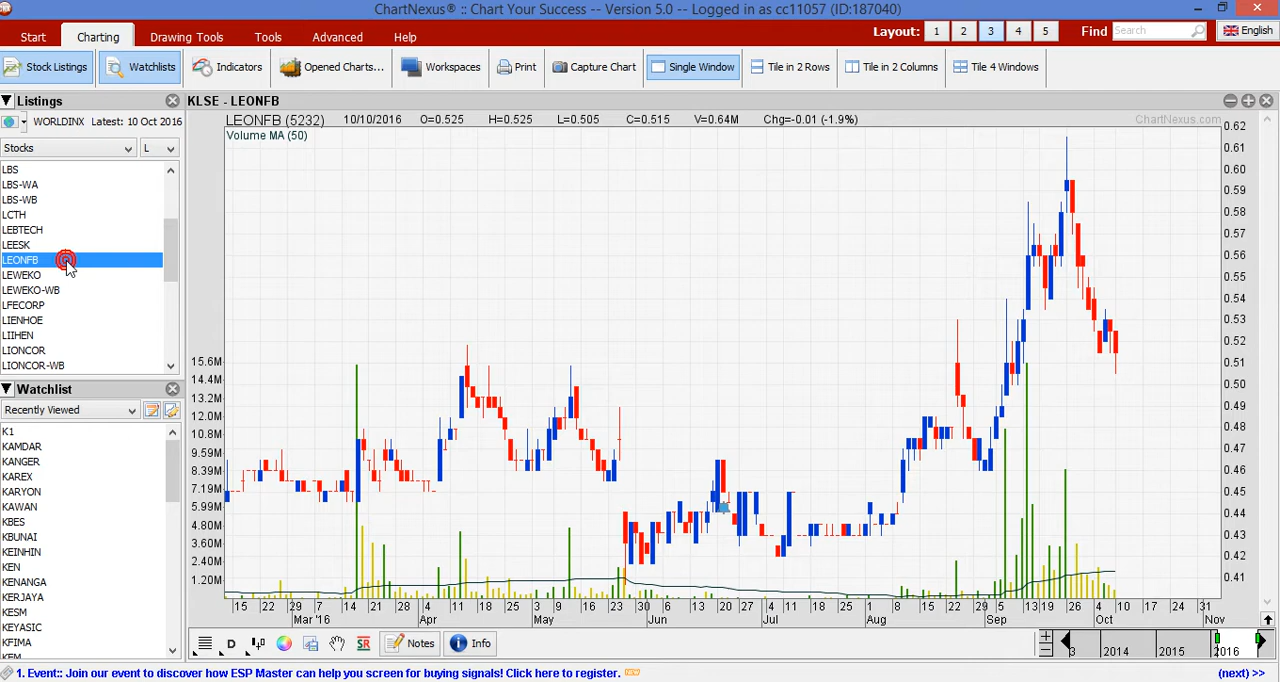 ChartNexus® :: Chart Your Success -- Version 5.0 -- Logged in as cc11057 (ID:187040)
Start Charting Drawing Tools Tools Advanced Help Layout: 1 2 3 4 5 Find Search English
Stock Listings Watchlists Indicators Opened Charts... Workspaces Print Capture Chart Single Window Tile in 2 Rows Tile in 2 Columns Tile 4 Windows
Listings
WORLDINX Latest: 10 Oct 2016
Stocks L
LBS
LBS-WA
LBS-WB
LCTH
LEBTECH
LEESK
LEONFB
LEWEKO
LEWEKO-WB
LFECORP
LIENHOE
LIIHEN
LIONCOR
LIONCOR-WB
Watchlist
Recently Viewed
K1
KAMDAR
KANGER
KAREX
KARYON
KAWAN
KBES
KBUNAI
KEINHIN
KEN
KENANGA
KERJAYA
KESM
KEYASIC
KFIMA
KFM
KLSE - LEONFB
LEONFB (5232) 10/10/2016 O=0.525 H=0.525 L=0.505 C=0.515 V=0.64M Chg=-0.01 (-1.9%) ChartNexus.com
Volume MA (50)
0.62
0.61
0.60
0.59
0.58
0.57
0.56
0.55
0.54
0.53
0.52
0.51
0.50
0.49
0.48
0.47
0.46
0.45
0.44
0.43
0.42
0.41
15.6M
14.4M
13.2M
12.0M
10.8M
9.59M
8.39M
7.19M
5.99M
4.80M
3.60M
2.40M
1.20M
15 22 29 7 14 21 28 4 11 18 25 3 9 16 23 30 6 13 20 27 4 11 18 25 1 8 15 22 29 5 13 19 26 4 10 17 24 31
Mar '16 Apr May Jun Jul Aug Sep Oct Nov
D SR Notes Info 3 2014 2015 2016
1. Event:: Join our event to discover how ESP Master can help you screen for buying signals! Click here to register. NEW (next) >>